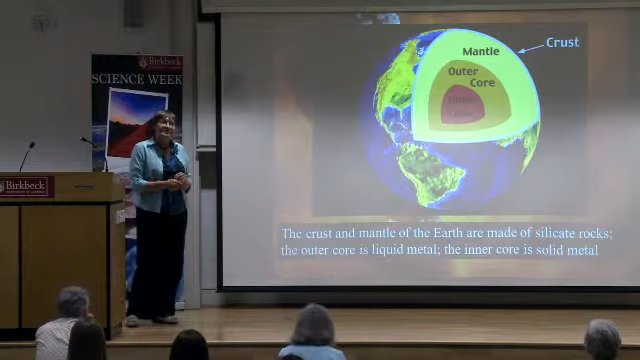 Birkbeck
SCIENCE WEEK
Birkbeck
Crust
Mantle
Outer
Core
The crust and mantle of the Earth are made of silicate rocks;
the outer core is liquid metal; the inner core is solid metal